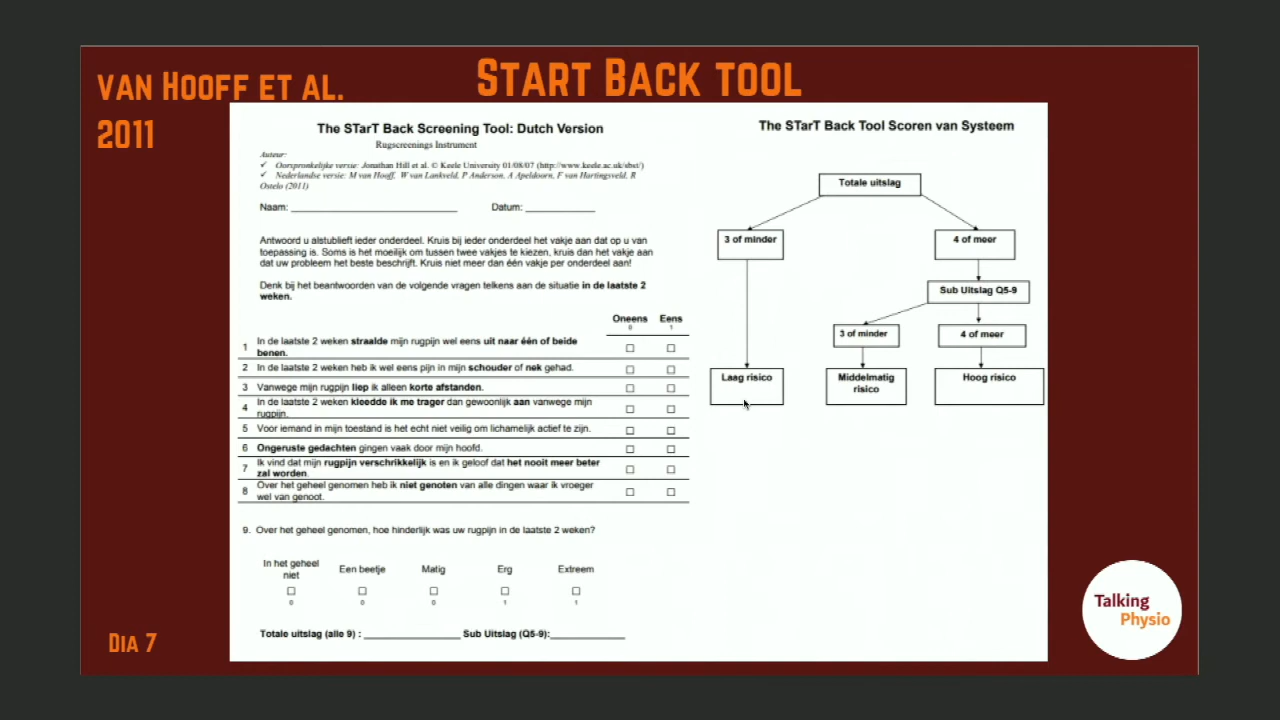 VAN HOOFF ET AL.
2011
START BACK TOOL
The STarT Back Screening Tool: Dutch Version
Rugscreenings Instrument
Auteur:
✓ Oorspronkelijke versie: Jonathan Hill et al. © Keele University 01/08/07 (http://www.keele.ac.uk/sbst/)
✓ Nederlandse versie: M van Hooff, W van Lankveld, P Anderson, A Apeldoorn, F van Hartingsveld, R
Ostelo (2011)
Naam: ______________________________ Datum: _____________
Antwoord u alstublieft ieder onderdeel. Kruis bij ieder onderdeel het vakje aan dat op u van
toepassing is. Soms is het moeilijk om tussen twee vakjes te kiezen, kruis dan het vakje aan
dat uw probleem het beste beschrijft. Kruis niet meer dan één vakje per onderdeel aan!
Denk bij het beantwoorden van de volgende vragen telkens aan de situatie in de laatste 2
weken.
Oneens Eens
0 1
1 In de laatste 2 weken straalde mijn rugpijn wel eens uit naar één of beide
benen.
2 In de laatste 2 weken heb ik wel eens pijn in mijn schouder of nek gehad.
3 Vanwege mijn rugpijn liep ik alleen korte afstanden.
4 In de laatste 2 weken kleedde ik me trager dan gewoonlijk aan vanwege mijn
rugpijn.
5 Voor iemand in mijn toestand is het echt niet veilig om lichamelijk actief te zijn.
6 Ongeruste gedachten gingen vaak door mijn hoofd.
7 Ik vind dat mijn rugpijn verschrikkelijk is en ik geloof dat het nooit meer beter
zal worden.
8 Over het geheel genomen heb ik niet genoten van alle dingen waar ik vroeger
wel van genoot.
9. Over het geheel genomen, hoe hinderlijk was uw rugpijn in de laatste 2 weken?
In het geheel
niet Een beetje Matig Erg Extreem
0 0 0 1 1
Totale uitslag (alle 9) : _________________ Sub Uitslag (Q5-9):_____________
The STarT Back Tool Scoren van Systeem
Totale uitslag
3 of minder 4 of meer
Sub Uitslag Q5-9
3 of minder 4 of meer
Laag risico Middelmatig
risico Hoog risico
DIA 7
Talking
Physio